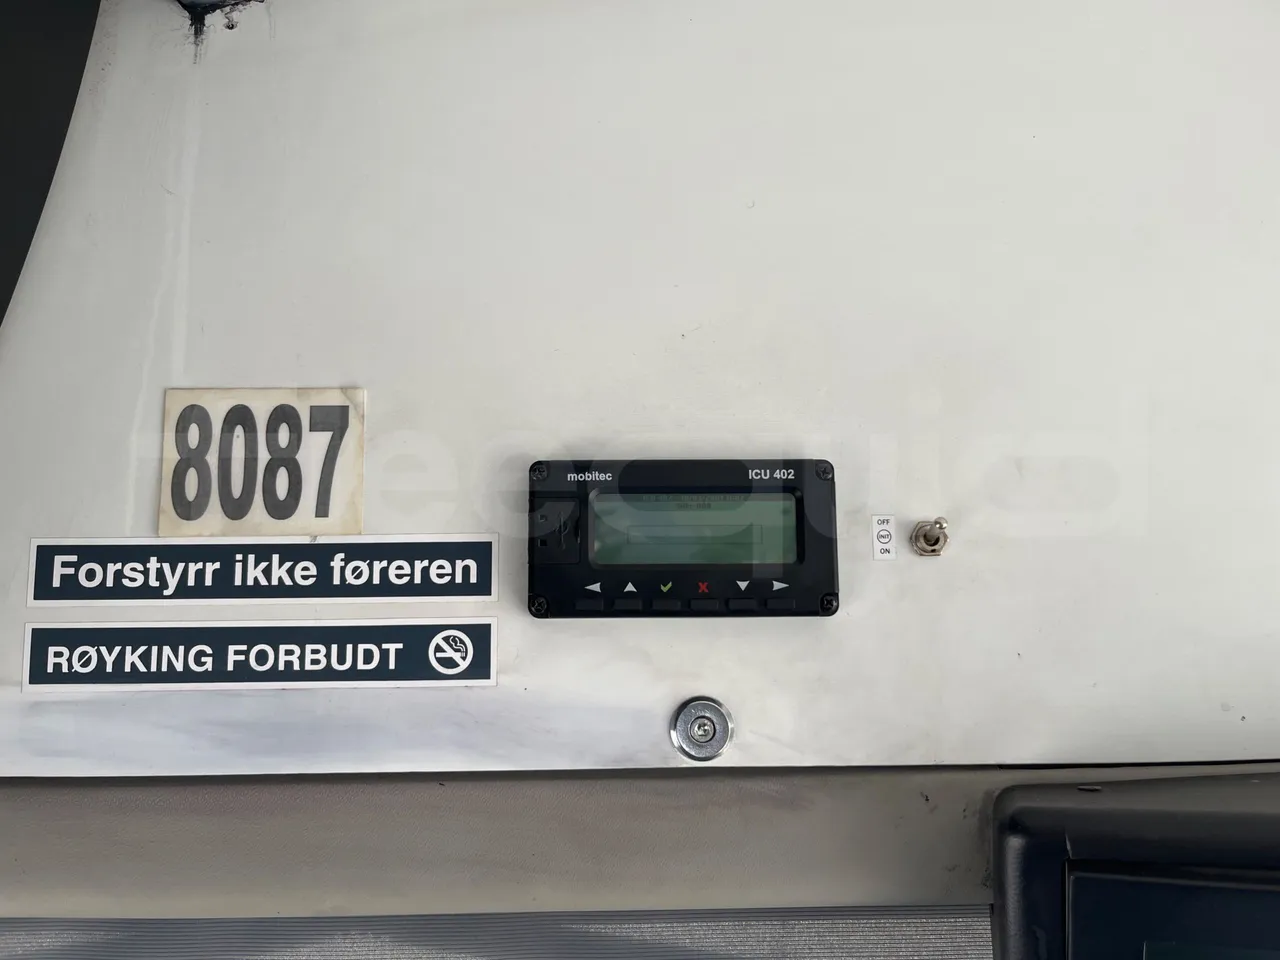 8087
Forstyrr ikke føreren
RØYKING FORBUDT
mobitec
ICU 402
OFF
INIT
ON